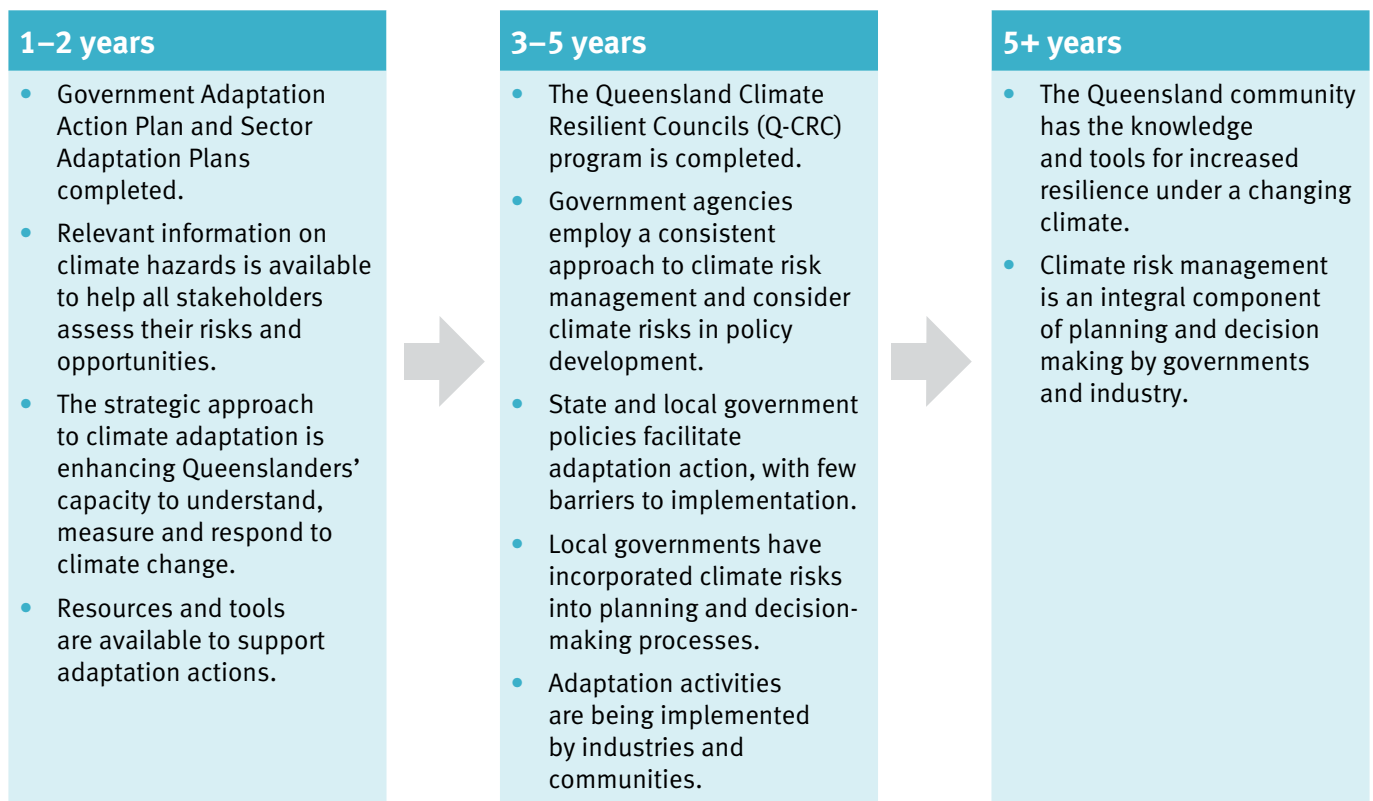 1–2 years
• Government Adaptation
Action Plan and Sector
Adaptation Plans
completed.
• Relevant information on
climate hazards is available
to help all stakeholders
assess their risks and
opportunities.
• The strategic approach
to climate adaptation is
enhancing Queenslanders’
capacity to understand,
measure and respond to
climate change.
• Resources and tools
are available to support
adaptation actions.
3–5 years
• The Queensland Climate
Resilient Councils (Q-CRC)
program is completed.
• Government agencies
employ a consistent
approach to climate risk
management and consider
climate risks in policy
development.
• State and local government
policies facilitate
adaptation action, with few
barriers to implementation.
• Local governments have
incorporated climate risks
into planning and decision-
making processes.
• Adaptation activities
are being implemented
by industries and
communities.
5+ years
• The Queensland community
has the knowledge
and tools for increased
resilience under a changing
climate.
• Climate risk management
is an integral component
of planning and decision
making by governments
and industry.